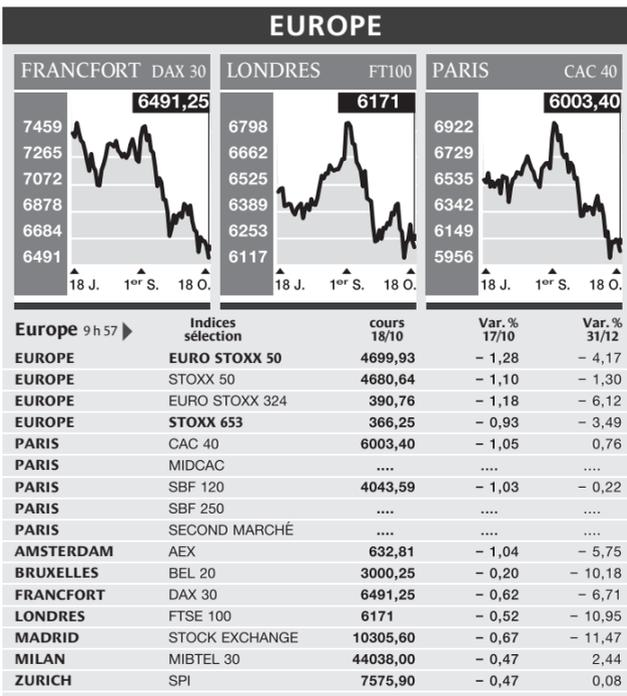 EUROPE
FRANCFORT DAX 30
6491,25
7459
7265
7072
6878
6684
6491
18 J. 1er S. 18 O.
LONDRES FT100
6171
6798
6662
6525
6389
6253
6117
18 J. 1er S. 18 O.
PARIS CAC 40
6003,40
6922
6729
6535
6342
6149
5956
18 J. 1er S. 18 O.
Europe 9 h 57 Indices sélection cours 18/10 Var. % 17/10 Var. % 31/12
EUROPE EURO STOXX 50 4699,93 – 1,28 – 4,17
EUROPE STOXX 50 4680,64 – 1,10 – 1,30
EUROPE EURO STOXX 324 390,76 – 1,18 – 6,12
EUROPE STOXX 653 366,25 – 0,93 – 3,49
PARIS CAC 40 6003,40 – 1,05 0,76
PARIS MIDCAC .... .... ....
PARIS SBF 120 4043,59 – 1,03 – 0,22
PARIS SBF 250 .... .... ....
PARIS SECOND MARCHÉ .... .... ....
AMSTERDAM AEX 632,81 – 1,04 – 5,75
BRUXELLES BEL 20 3000,25 – 0,20 – 10,18
FRANCFORT DAX 30 6491,25 – 0,62 – 6,71
LONDRES FTSE 100 6171 – 0,52 – 10,95
MADRID STOCK EXCHANGE 10305,60 – 0,67 – 11,47
MILAN MIBTEL 30 44038,00 – 0,47 2,44
ZURICH SPI 7575,90 – 0,47 0,08